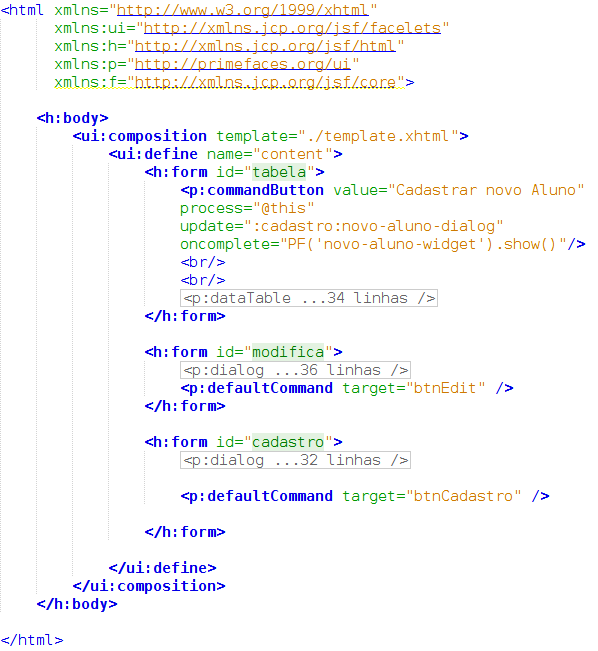 <html xmlns="http://www.w3.org/1999/xhtml"
xmlns:ui="http://xmlns.jcp.org/jsf/facelets"
xmlns:h="http://xmlns.jcp.org/jsf/html"
xmlns:p="http://primefaces.org/ui"
xmlns:f="http://xmlns.jcp.org/jsf/core">
<h:body>
<ui:composition template="./template.xhtml">
<ui:define name="content">
<h:form id="tabela">
<p:commandButton value="Cadastrar novo Aluno"
process="@this"
update=":cadastro:novo-aluno-dialog"
oncomplete="PF('novo-aluno-widget').show()"/>
<br/>
<br/>
<p:dataTable ...34 linhas />
</h:form>
<h:form id="modifica">
<p:dialog ...36 linhas />
<p:defaultCommand target="btnEdit" />
</h:form>
<h:form id="cadastro">
<p:dialog ...32 linhas />
<p:defaultCommand target="btnCadastro" />
</h:form>
</ui:define>
</ui:composition>
</h:body>
</html>